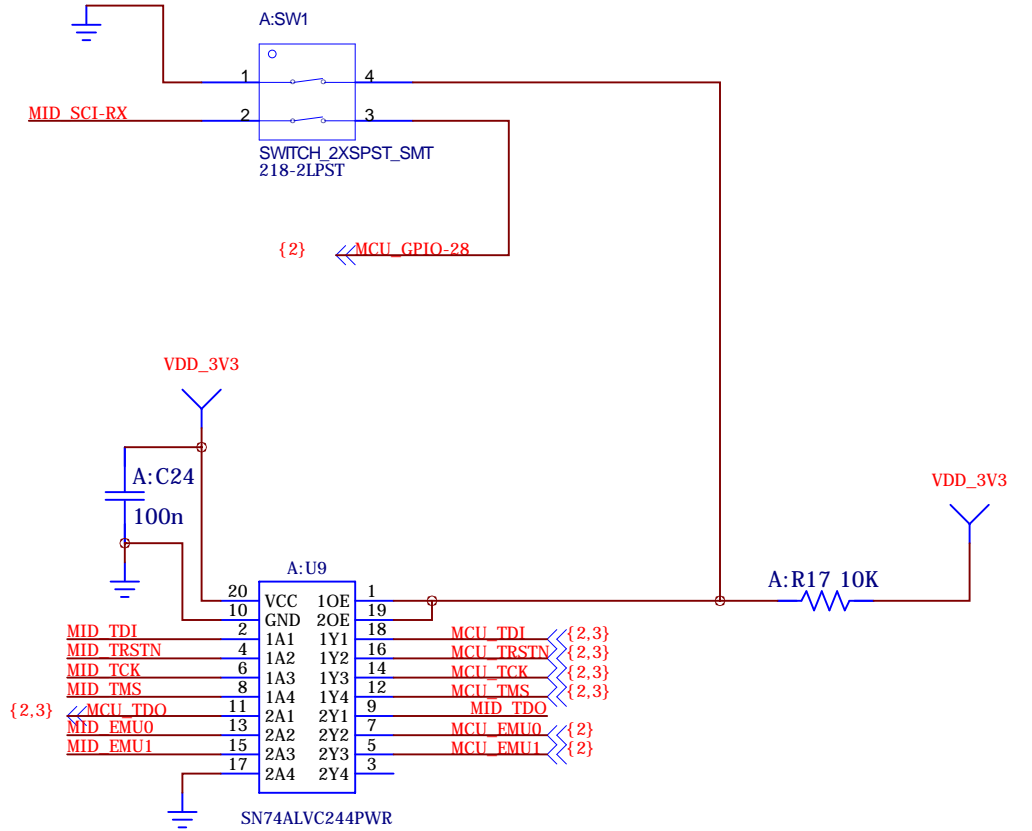 A:SW1
1
4
MID SCI-RX
2
3
SWITCH_2XSPST_SMT
218-2LPST
{2}
MCU_GPIO-28
VDD_3V3
A:C24
100n
VDD_3V3
A:R17 10K
A:U9
20 VCC 1OE 1
10 GND 2OE 19
MID_TDI 2 1A1 1Y1 18 MCU_TDI {2,3}
MID_TRSTN 4 1A2 1Y2 16 MCU_TRSTN {2,3}
MID_TCK 6 1A3 1Y3 14 MCU_TCK {2,3}
MID_TMS 8 1A4 1Y4 12 MCU_TMS {2,3}
{2,3} MCU_TDO 11 2A1 2Y1 9 MID_TDO
MID_EMU0 13 2A2 2Y2 7 MCU_EMU0 {2}
MID_EMU1 15 2A3 2Y3 5 MCU_EMU1 {2}
17 2A4 2Y4 3
SN74ALVC244PWR